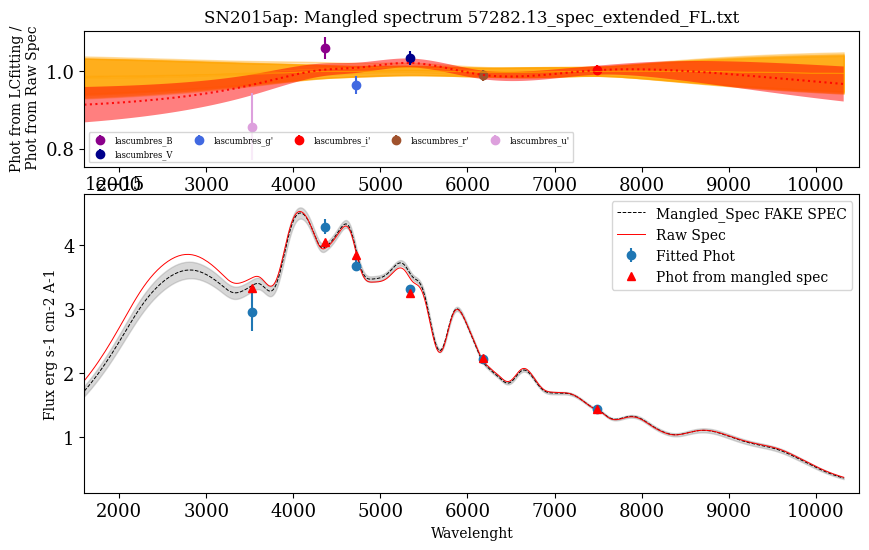 SN2015ap: Mangled spectrum 57282.13_spec_extended_FL.txt
Phot from LCfitting /
Phot from Raw Spec
1.0
0.8
lascumbres_B
lascumbres_V
lascumbres_g'
lascumbres_i'
lascumbres_r'
lascumbres_u'
2000 3000 4000 5000 6000 7000 8000 9000 10000
1e−15
Flux erg s-1 cm-2 A-1
4
3
2
1
Mangled_Spec FAKE SPEC
Raw Spec
Fitted Phot
Phot from mangled spec
2000 3000 4000 5000 6000 7000 8000 9000 10000
Wavelenght